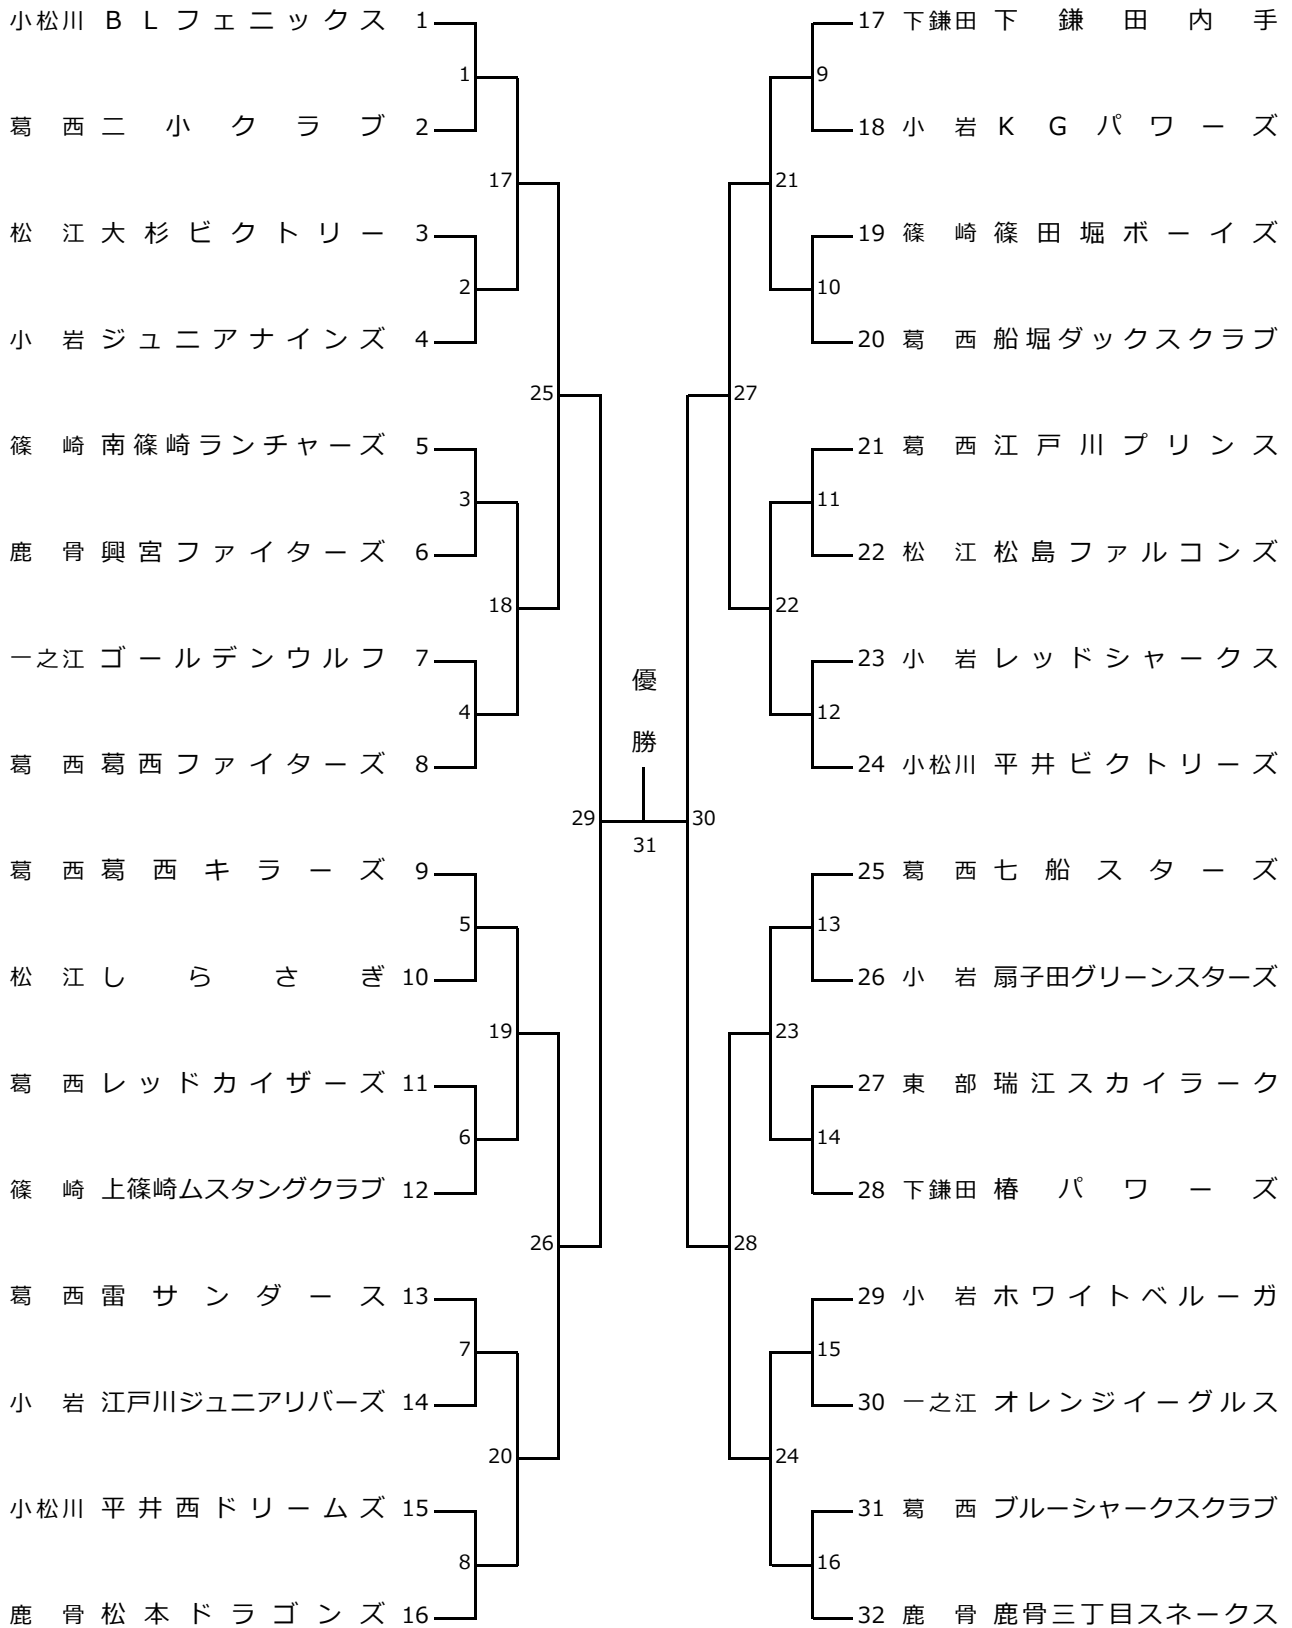 小松川 BLフェニックス 1
1
葛西 二小クラブ 2
17
松江 大杉ビクトリー 3
2
小岩 ジュニアナインズ 4
25
篠崎 南篠崎ランチャーズ 5
3
鹿骨 興宮ファイターズ 6
18
一之江 ゴールデンウルフ 7
4
葛西 葛西ファイターズ 8
29
葛西 葛西キラーズ 9
5
松江 しらさぎ 10
19
葛西 レッドカイザーズ 11
6
篠崎 上篠崎ムスタングクラブ 12
26
葛西 雷サンダース 13
7
小岩 江戸川ジュニアリバーズ 14
20
小松川 平井西ドリームズ 15
8
鹿骨 松本ドラゴンズ 16
優
勝
31
17 下鎌田 下鎌田内手
9
18 小岩 KGパワーズ
21
19 篠崎 篠田堀ボーイズ
10
20 葛西 船堀ダックスクラブ
27
21 葛西 江戸川プリンス
11
22 松江 松島ファルコンズ
22
23 小岩 レッドシャークス
12
24 小松川 平井ビクトリーズ
30
25 葛西 七船スターズ
13
26 小岩 扇子田グリーンスターズ
23
27 東部 瑞江スカイラーク
14
28 下鎌田 椿パワーズ
28
29 小岩 ホワイトベルーガ
15
30 一之江 オレンジイーグルス
24
31 葛西 ブルーシャークスクラブ
16
32 鹿骨 鹿骨三丁目スネークス